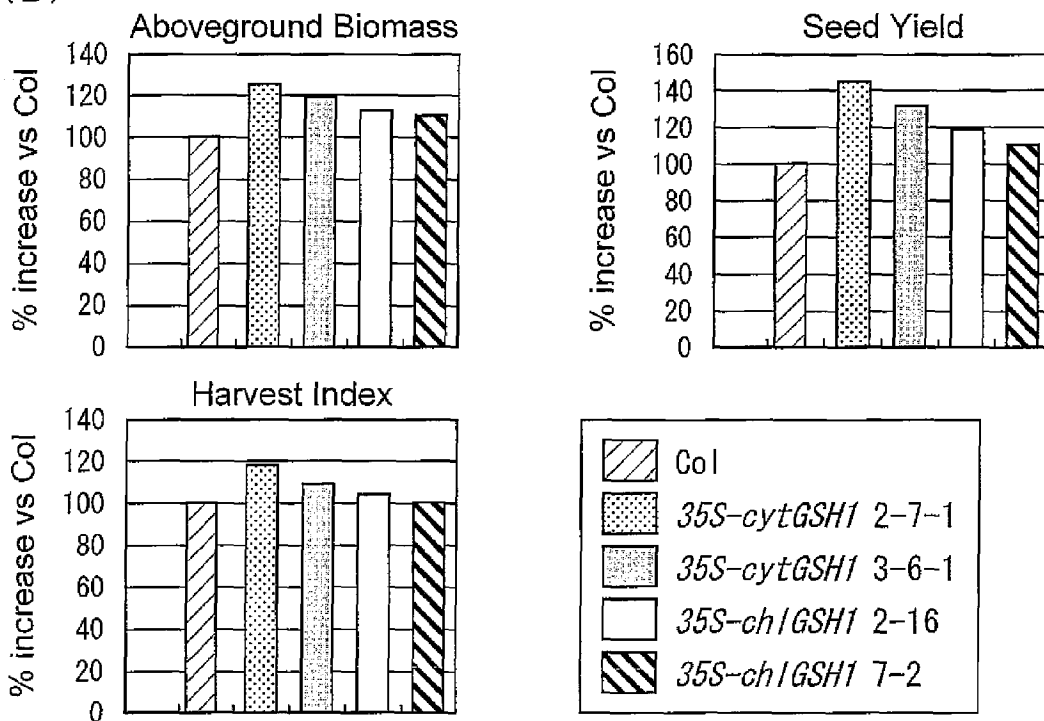 (B)
Aboveground Biomass
% increase vs Col
140
120
100
80
60
40
20
0
Seed Yield
% increase vs Col
160
140
120
100
80
60
40
20
0
Harvest Index
% increase vs Col
140
120
100
80
60
40
20
0
Col
35S-cytGSH1 2-7-1
35S-cytGSH1 3-6-1
35S-chlGSH1 2-16
35S-chlGSH1 7-2